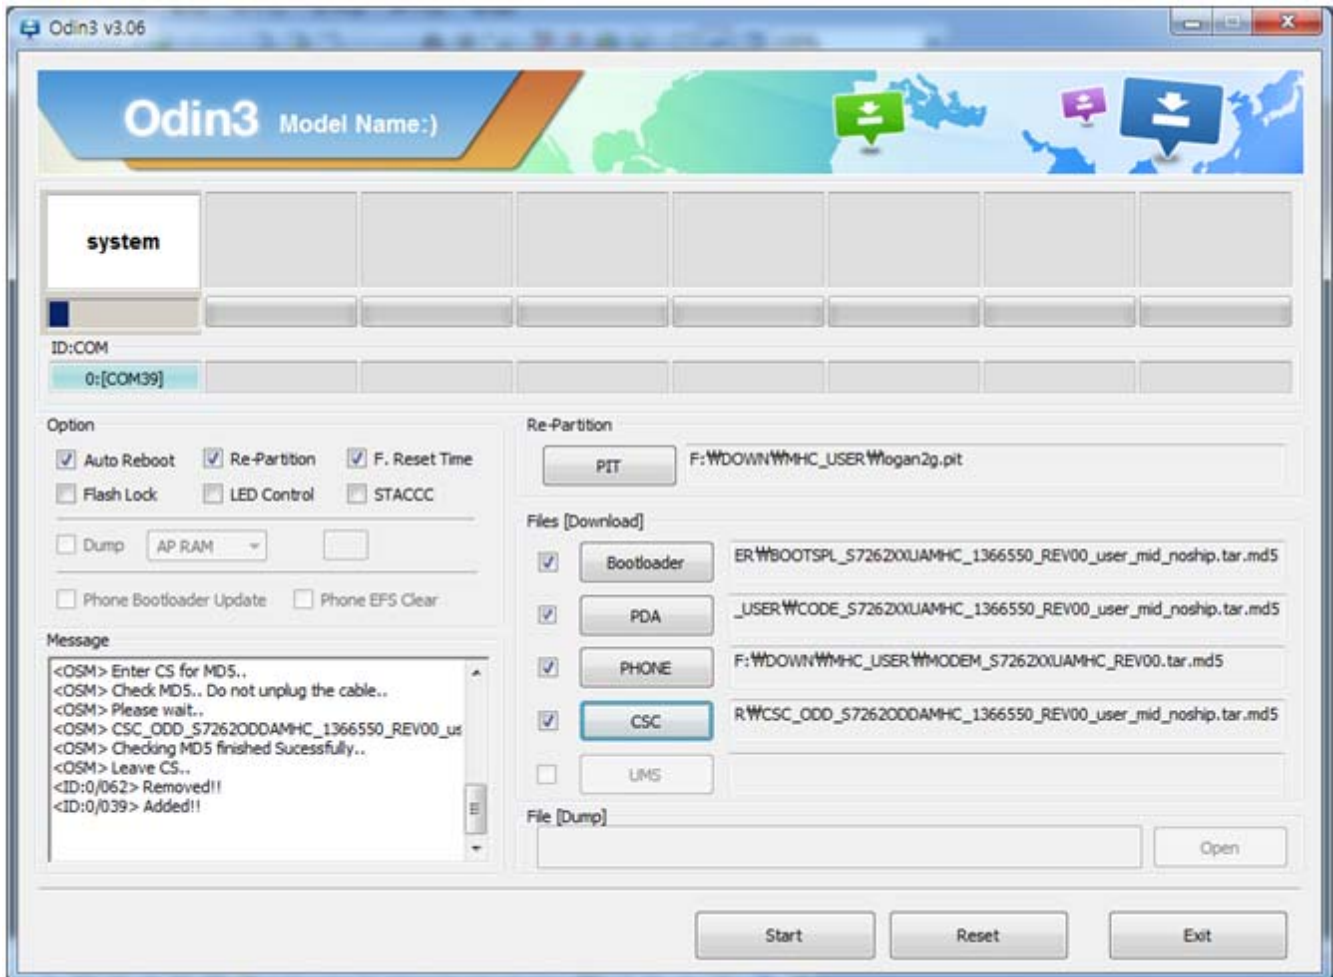 Odin3 v3.06
Odin3 Model Name:)
system
ID:COM
0:[COM39]
Option
Auto Reboot Re-Partition F. Reset Time
Flash Lock LED Control STACCC
Dump AP RAM
Phone Bootloader Update Phone EFS Clear
Message
<OSM> Enter CS for MD5..
<OSM> Check MD5.. Do not unplug the cable..
<OSM> Please wait..
<OSM> CSC_ODD_S7262ODDAMHC_1366550_REV00_us
<OSM> Checking MD5 finished Sucessfully..
<OSM> Leave CS..
<ID:0/062> Removed!!
<ID:0/039> Added!!
Re-Partition
PIT F:₩DOWN₩MHC_USER₩logan2g.pit
Files [Download]
Bootloader ER₩BOOTSPL_S7262XXUAMHC_1366550_REV00_user_mid_noship.tar.md5
PDA _USER₩CODE_S7262XXUAMHC_1366550_REV00_user_mid_noship.tar.md5
PHONE F:₩DOWN₩MHC_USER₩MODEM_S7262XXUAMHC_REV00.tar.md5
CSC R₩CSC_ODD_S7262ODDAMHC_1366550_REV00_user_mid_noship.tar.md5
UMS
File [Dump]
Open
Start Reset Exit